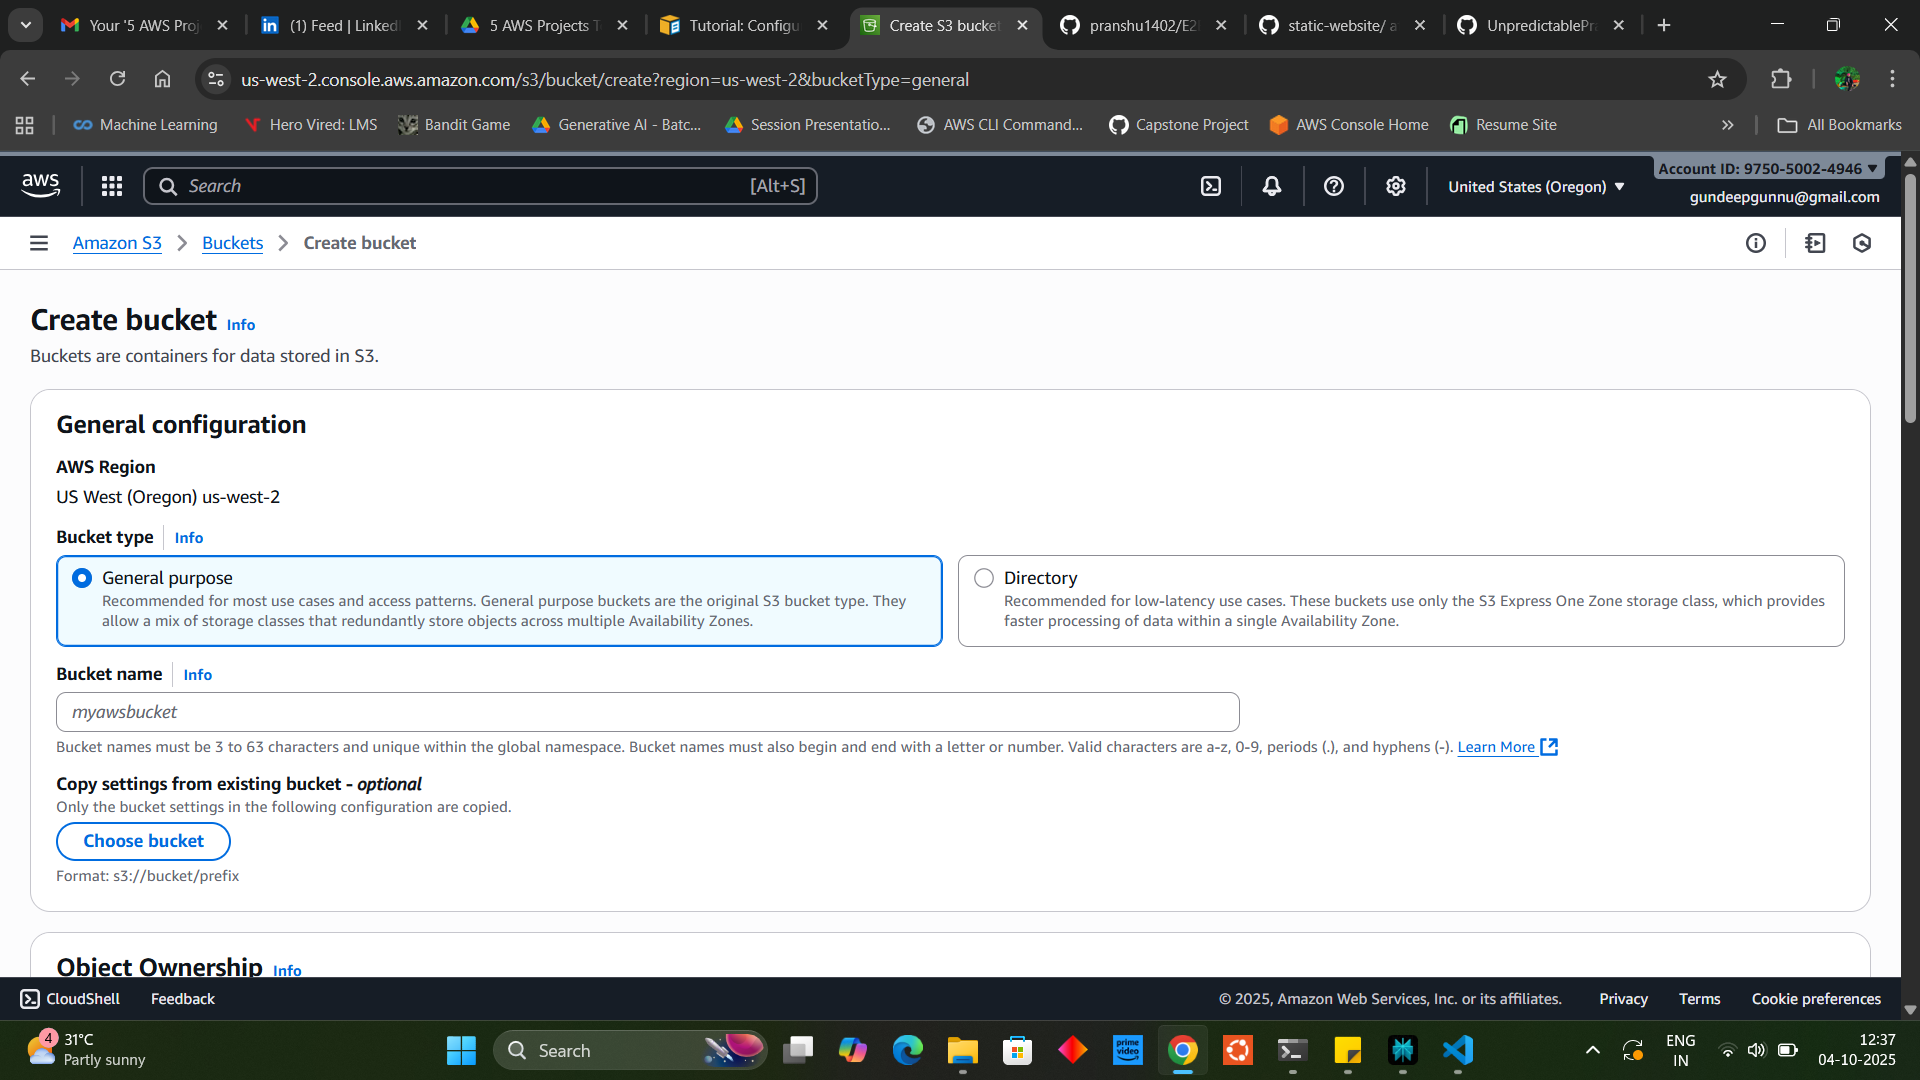 Your '5 AWS Proj
(1) Feed | Linked
5 AWS Projects T
Tutorial: Configu
Create S3 bucket
pranshu1402/E2
static-website/ a
UnpredictablePra
us-west-2.console.aws.amazon.com/s3/bucket/create?region=us-west-2&bucketType=general
Machine Learning
Hero Vired: LMS
Bandit Game
Generative AI - Batc...
Session Presentatio...
AWS CLI Command...
Capstone Project
AWS Console Home
Resume Site
All Bookmarks
aws
Search
[Alt+S]
United States (Oregon)
Account ID: 9750-5002-4946
gundeepgunnu@gmail.com
Amazon S3
Buckets
Create bucket
Create bucket Info
Buckets are containers for data stored in S3.
General configuration
AWS Region
US West (Oregon) us-west-2
Bucket type Info
General purpose
Recommended for most use cases and access patterns. General purpose buckets are the original S3 bucket type. They
allow a mix of storage classes that redundantly store objects across multiple Availability Zones.
Directory
Recommended for low-latency use cases. These buckets use only the S3 Express One Zone storage class, which provides
faster processing of data within a single Availability Zone.
Bucket name Info
myawsbucket
Bucket names must be 3 to 63 characters and unique within the global namespace. Bucket names must also begin and end with a letter or number. Valid characters are a-z, 0-9, periods (.), and hyphens (-). Learn More
Copy settings from existing bucket - optional
Only the bucket settings in the following configuration are copied.
Choose bucket
Format: s3://bucket/prefix
Object Ownership Info
CloudShell
Feedback
© 2025, Amazon Web Services, Inc. or its affiliates.
Privacy
Terms
Cookie preferences
4
31°C
Partly sunny
Search
prime video
ENG
IN
12:37
04-10-2025